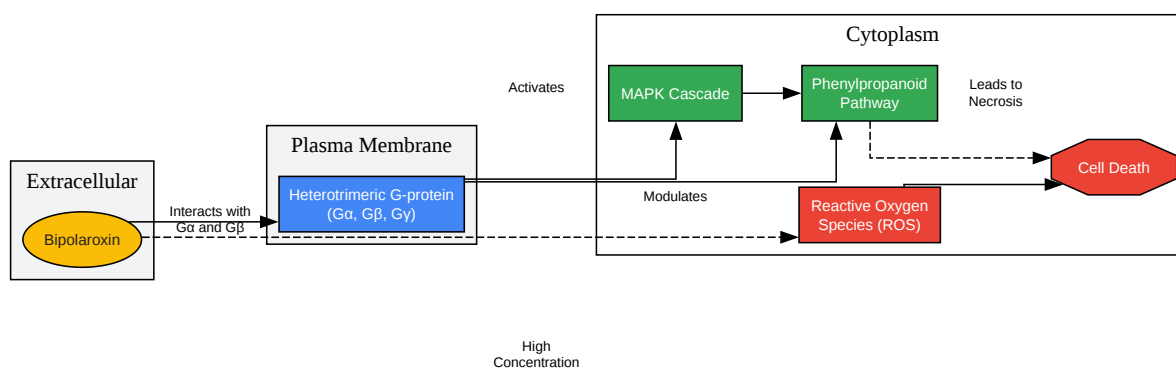 Cytoplasm
Activates
MAPK Cascade
Phenylpropanoid
Pathway
Leads to
Necrosis
Plasma Membrane
Extracellular
Cell Death
Heterotrimeric G-protein
(Gα, Gβ, Gγ)
Modulates
Reactive Oxygen
Species (ROS)
Interacts with
Gα and Gβ
Bipolaroxin
High
Concentration